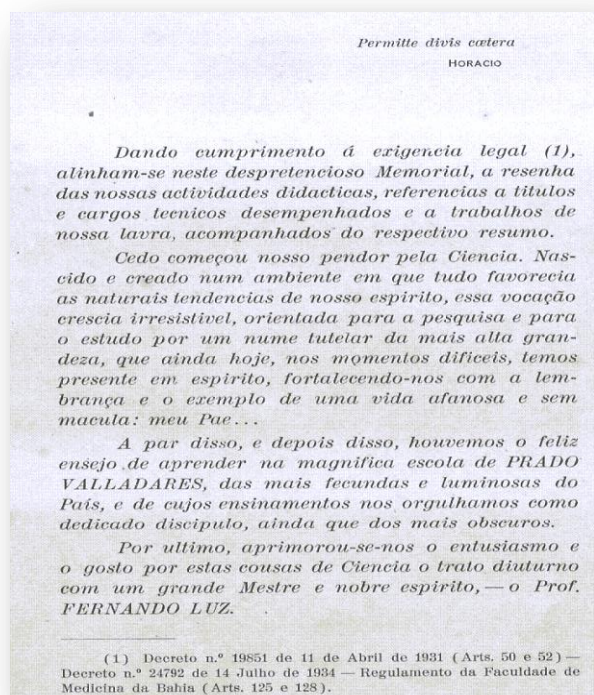 Permitte divis cætera
HORACIO
Dando cumprimento á exigencia legal (1),
alinham-se neste despretencioso Memorial, a resenha
das nossas actividades didacticas, referencias a titulos
e cargos tecnicos desempenhados e a trabalhos de
nossa lavra, acompanhados do respectivo resumo.
Cedo começou nosso pendor pela Ciencia. Nas-
cido e creado num ambiente em que tudo favorecia
as naturais tendencias de nosso espirito, essa vocação
crescia irresistivel, orientada para a pesquisa e para
o estudo por um nume tutelar da mais alta gran-
deza, que ainda hoje, nos momentos dificeis, temos
presente em espirito, fortalecendo-nos com a lem-
brança e o exemplo de uma vida afanosa e sem
macula: meu Pae...
A par disso, e depois disso, houvemos o feliz
ensejo de aprender na magnifica escola de PRADO
VALLADARES, das mais fecundas e luminosas do
País, e de cujos ensinamentos nos orgulhamos como
dedicado discipulo, ainda que dos mais obscuros.
Por ultimo, aprimorou-se-nos o entusiasmo e
o gosto por estas cousas de Ciencia o trato diuturno
com um grande Mestre e nobre espirito, — o Prof.
FERNANDO LUZ.
(1) Decreto n.º 19851 de 11 de Abril de 1931 (Arts. 50 e 52) —
Decreto n.º 24792 de 14 Julho de 1934 — Regulamento da Faculdade de
Medicina da Bahia (Arts. 125 e 128).